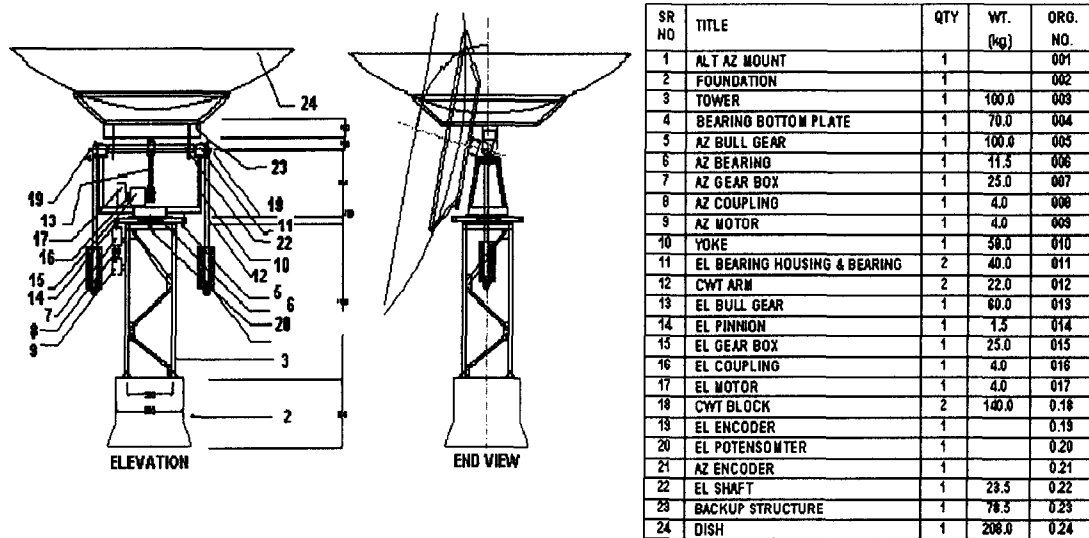 24
23
19
13
17
16
15
14
7
8
9
18
11
22
10
12
5
6
20
3
2
ELEVATION
END VIEW
SR NO TITLE QTY WT. (kg) ORG. NO.
1 ALT AZ MOUNT 1 001
2 FOUNDATION 1 002
3 TOWER 1 100.0 003
4 BEARING BOTTOM PLATE 1 70.0 004
5 AZ BULL GEAR 1 100.0 005
6 AZ BEARING 1 11.5 006
7 AZ GEAR BOX 1 25.0 007
8 AZ COUPLING 1 4.0 008
9 AZ MOTOR 1 4.0 009
10 YOKE 1 58.0 010
11 EL BEARING HOUSING & BEARING 2 40.0 011
12 CWT ARM 2 22.0 012
13 EL BULL GEAR 1 60.0 013
14 EL PINNION 1 1.5 014
15 EL GEAR BOX 1 25.0 015
16 EL COUPLING 1 4.0 016
17 EL MOTOR 1 4.0 017
18 CWT BLOCK 2 140.0 0.18
19 EL ENCODER 1 0.19
20 EL POTENSOMTER 1 0.20
21 AZ ENCODER 1 0.21
22 EL SHAFT 1 23.5 0.22
23 BACKUP STRUCTURE 1 78.5 0.23
24 DISH 1 208.0 0.24